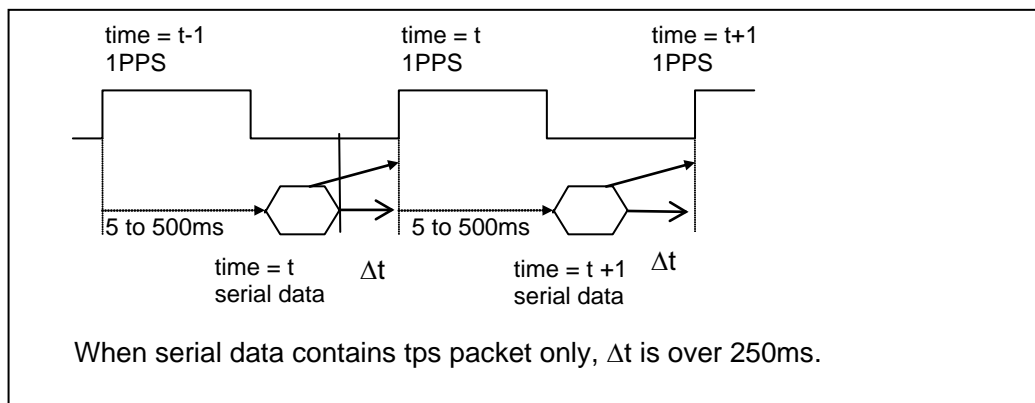 time = t-1
1PPS
time = t
1PPS
time = t+1
1PPS
5 to 500ms
5 to 500ms
time = t
serial data
Δt
time = t +1
serial data
Δt
When serial data contains tps packet only, Δt is over 250ms.